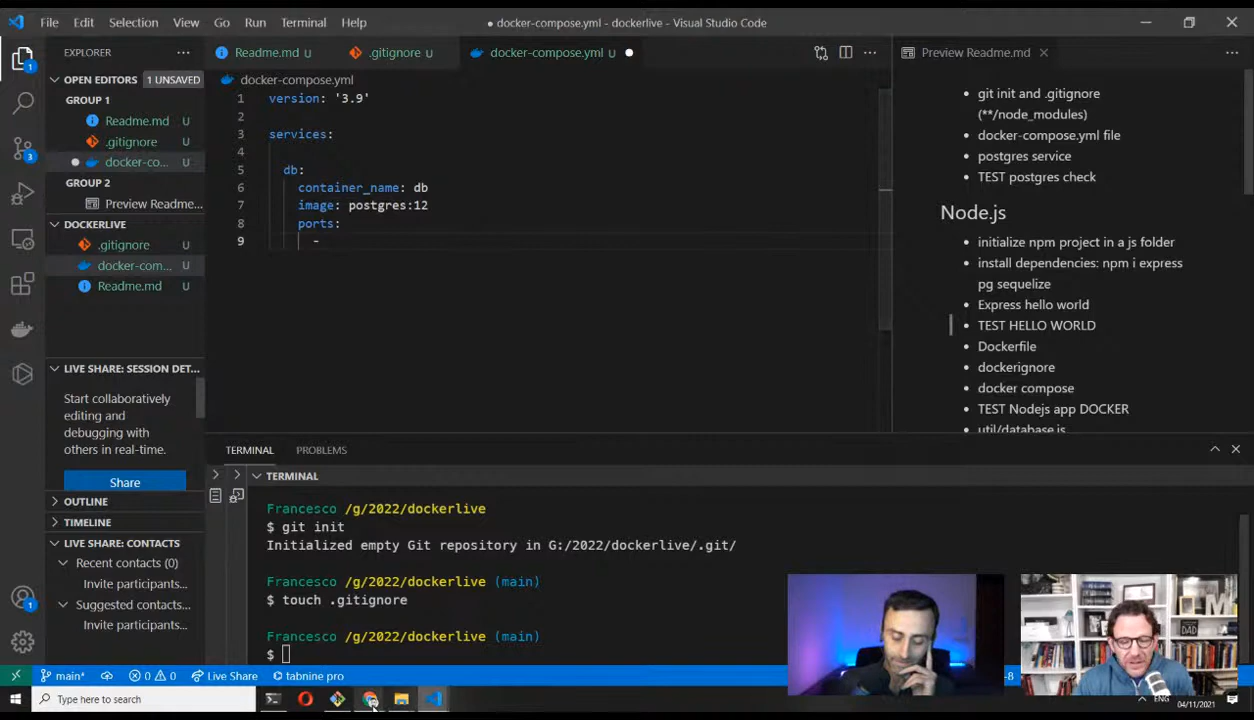 File Edit Selection View Go Run Terminal Help
● docker-compose.yml - dockerlive - Visual Studio Code
EXPLORER
Readme.md U
.gitignore U
docker-compose.yml U
Preview Readme.md
OPEN EDITORS 1 UNSAVED
GROUP 1
Readme.md U
.gitignore U
docker-co... U
GROUP 2
Preview Readme...
DOCKERLIVE
.gitignore U
docker-com... U
Readme.md U
LIVE SHARE: SESSION DET...
Start collaboratively
editing and
debugging with
others in real-time.
Share
OUTLINE
TIMELINE
LIVE SHARE: CONTACTS
Recent contacts (0)
Invite participants...
Suggested contacts...
Invite participants...
docker-compose.yml
1 version: '3.9'
2
3 services:
4
5 db:
6 container_name: db
7 image: postgres:12
8 ports:
9 -
• git init and .gitignore
(**/node_modules)
• docker-compose.yml file
• postgres service
• TEST postgres check
Node.js
• initialize npm project in a js folder
• install dependencies: npm i express
pg sequelize
• Express hello world
• TEST HELLO WORLD
• Dockerfile
• dockerignore
• docker compose
• TEST Nodejs app DOCKER
• util/database.js
TERMINAL PROBLEMS
TERMINAL
Francesco /g/2022/dockerlive
$ git init
Initialized empty Git repository in G:/2022/dockerlive/.git/
Francesco /g/2022/dockerlive (main)
$ touch .gitignore
Francesco /g/2022/dockerlive (main)
$
main* 0 0 Live Share tabnine pro
-8
Type here to search
ENG
04/11/2021
1
3
1
M
DAD